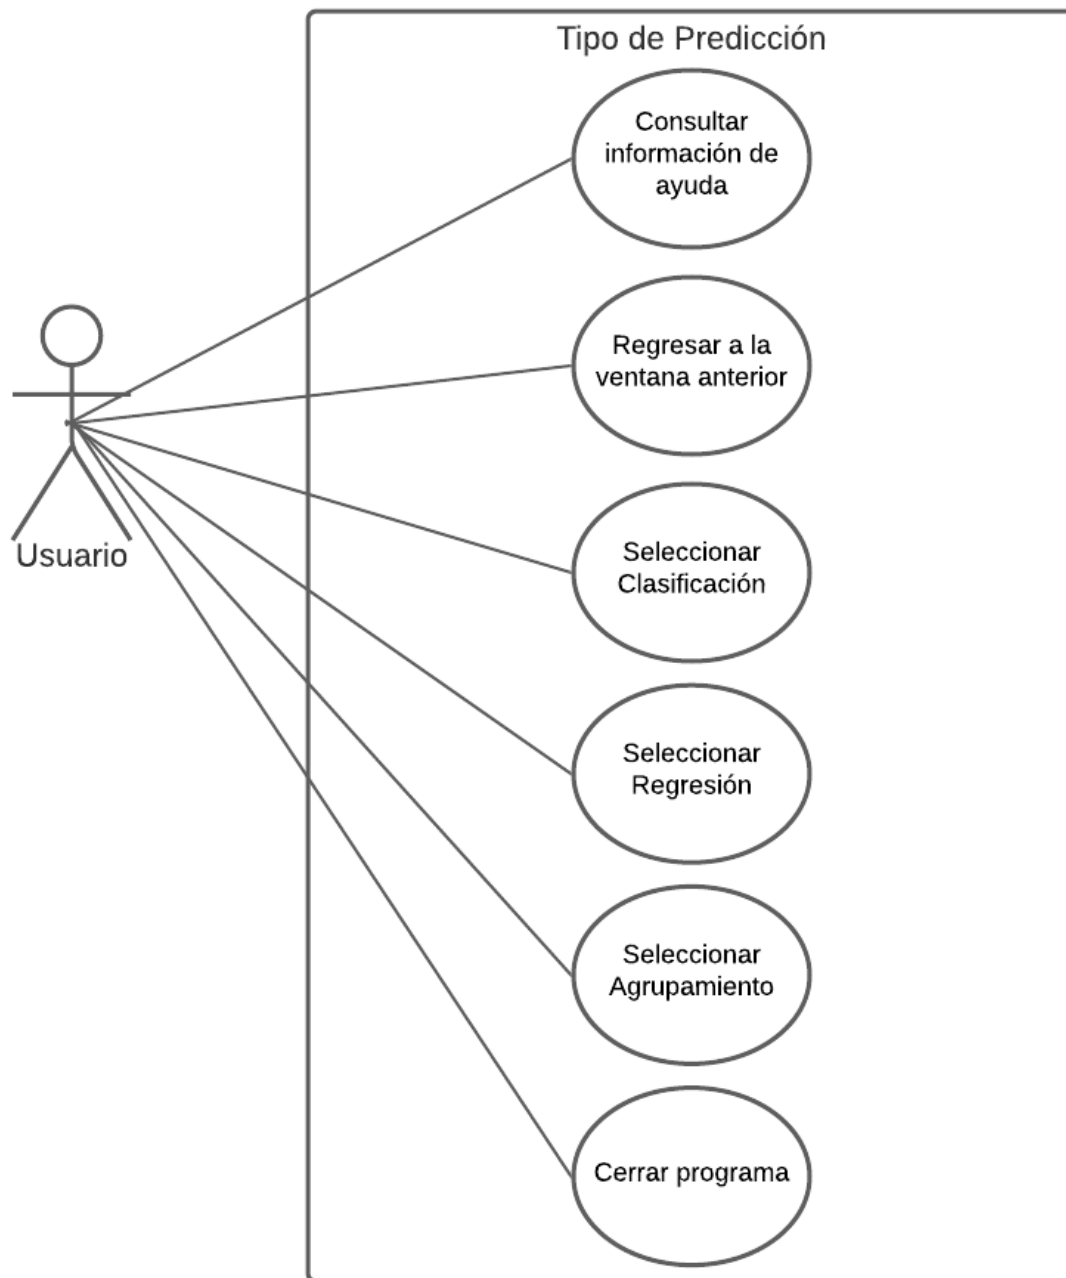 Tipo de Predicción
Consultar
información de
ayuda
Regresar a la
ventana anterior
Usuario
Seleccionar
Clasificación
Seleccionar
Regresión
Seleccionar
Agrupamiento
Cerrar programa